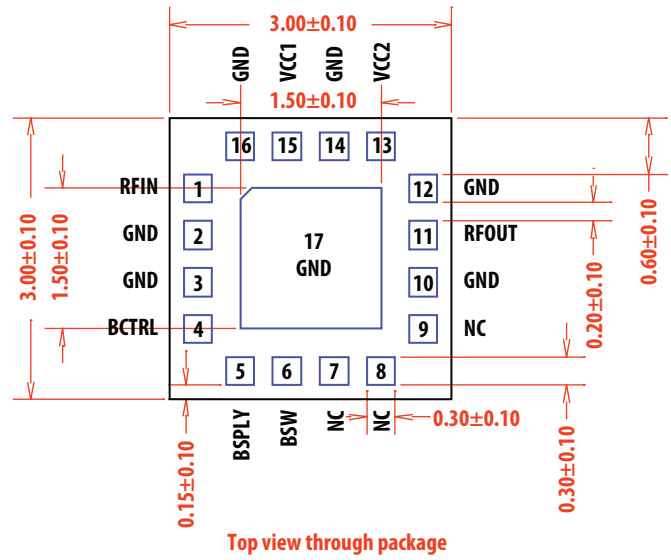 3.00±0.10
GND
VCC1
GND
VCC2
1.50±0.10
16
15
14
13
RFIN
1
12
GND
GND
2
11
RFOUT
17
GND
GND
3
10
GND
BCTRL
4
9
NC
3.00±0.10
1.50±0.10
0.20±0.10
0.60±0.10
5
6
7
8
BSPLY
BSW
NC
NC
0.30±0.10
0.15±0.10
0.30±0.10
Top view through package